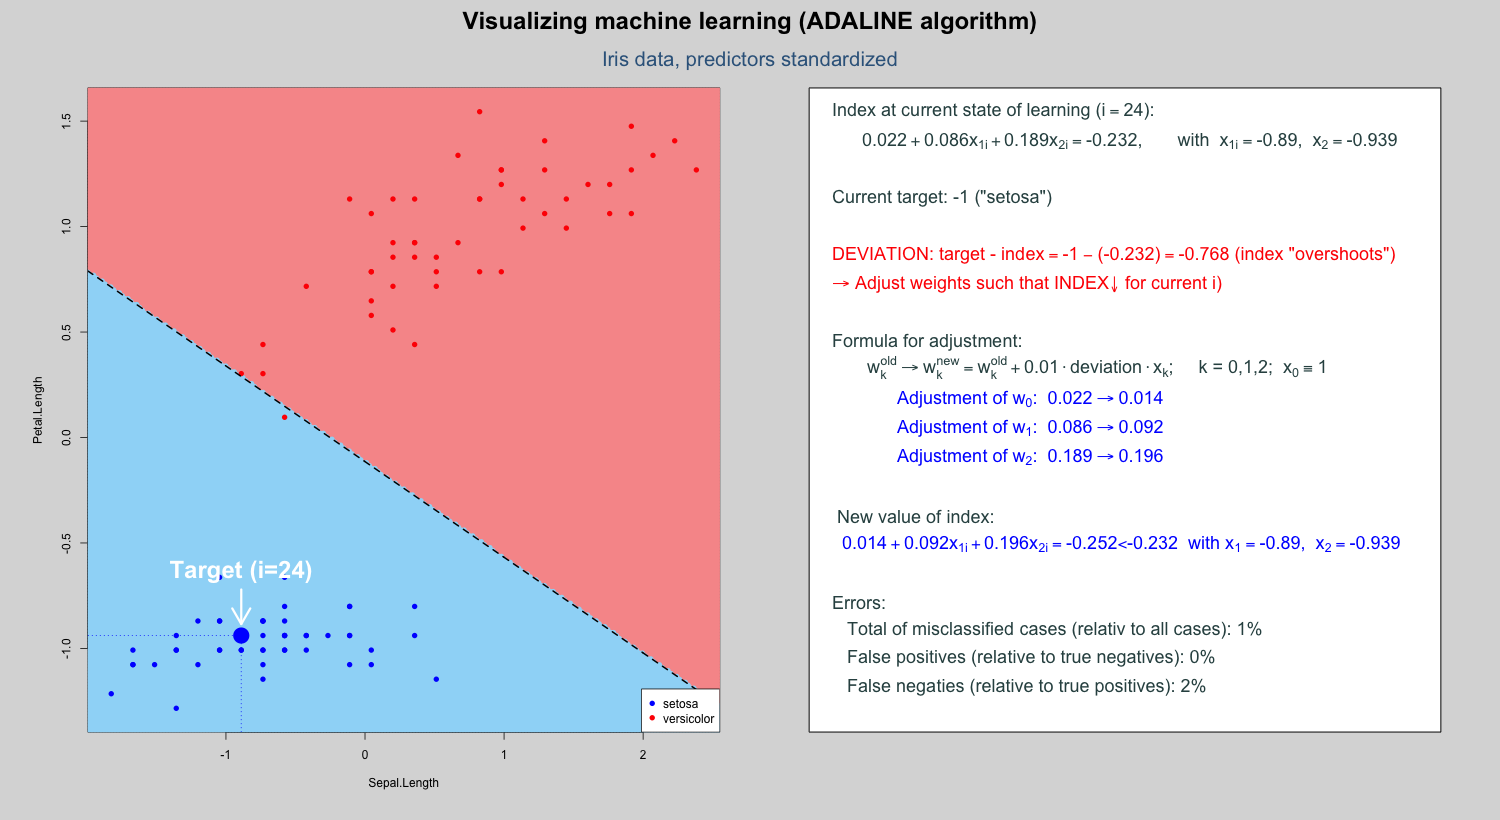 Visualizing machine learning (ADALINE algorithm)
Iris data, predictors standardized
Petal.Length
1.5
1.0
0.5
0.0
-0.5
-1.0
Target (i=24)
setosa
versicolor
-1 0 1 2
Sepal.Length
Index at current state of learning (i = 24):
0.022 + 0.086x1i + 0.189x2i = -0.232, with x1i = -0.89, x2 = -0.939
Current target: -1 ("setosa")
DEVIATION: target - index = -1 − (-0.232) = -0.768 (index "overshoots")
→ Adjust weights such that INDEX↓ for current i)
Formula for adjustment:
w_k^old → w_k^new = w_k^old + 0.01 · deviation · x_k; k = 0,1,2; x0 ≡ 1
Adjustment of w0: 0.022 → 0.014
Adjustment of w1: 0.086 → 0.092
Adjustment of w2: 0.189 → 0.196
New value of index:
0.014 + 0.092x1i + 0.196x2i = -0.252<-0.232 with x1 = -0.89, x2 = -0.939
Errors:
Total of misclassified cases (relativ to all cases): 1%
False positives (relative to true negatives): 0%
False negaties (relative to true positives): 2%